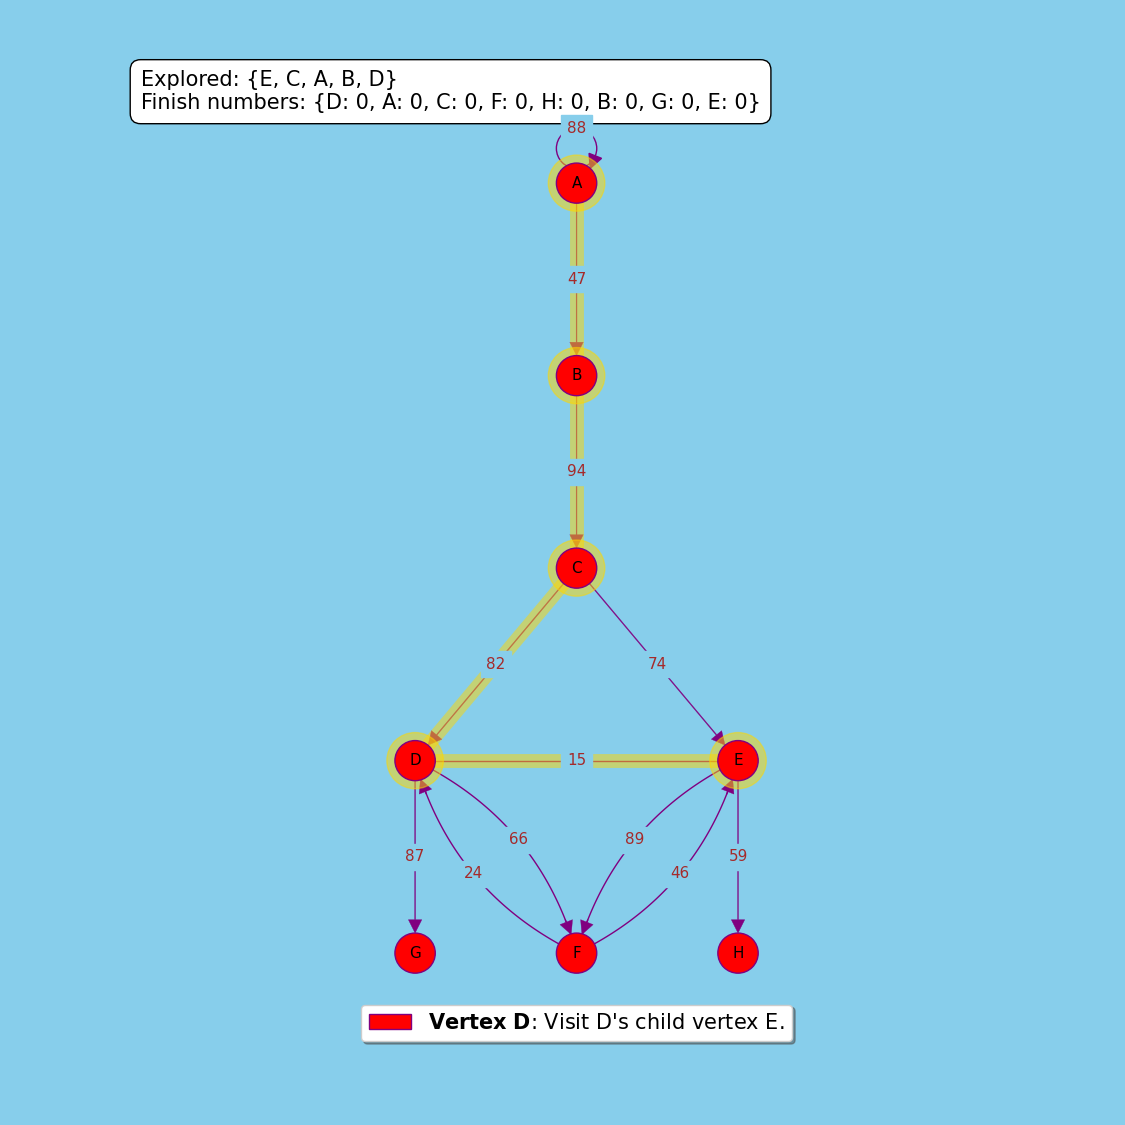 Explored: {E, C, A, B, D}
Finish numbers: {D: 0, A: 0, C: 0, F: 0, H: 0, B: 0, G: 0, E: 0}
88
A
47
B
94
C
82
74
D
15
E
66
89
87
59
24
46
G
F
H
Vertex D: Visit D's child vertex E.